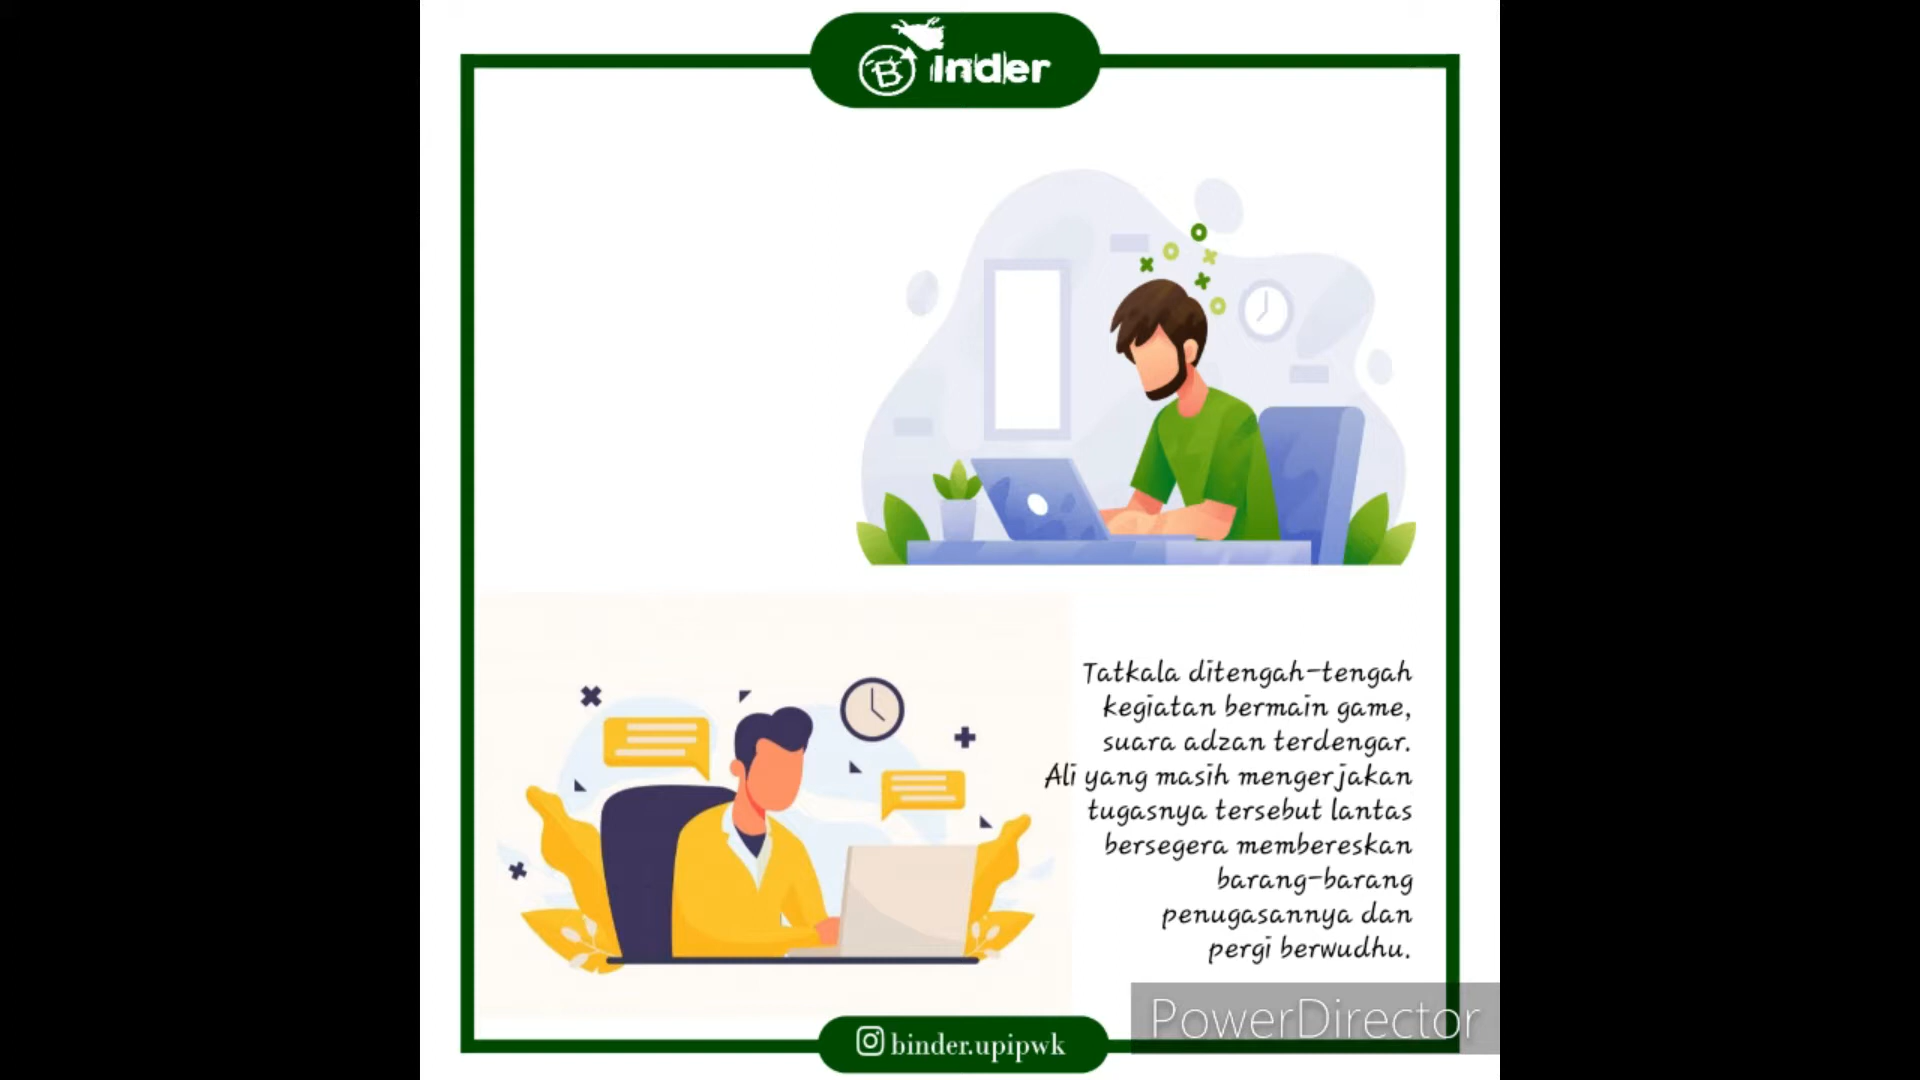 B inder
Tatkala ditengah-tengah
kegiatan bermain game,
suara adzan terdengar.
Ali yang masih mengerjakan
tugasnya tersebut lantas
bersegera membereskan
barang-barang
penugasannya dan
pergi berwudhu.
PowerDirector
binder.upipwk